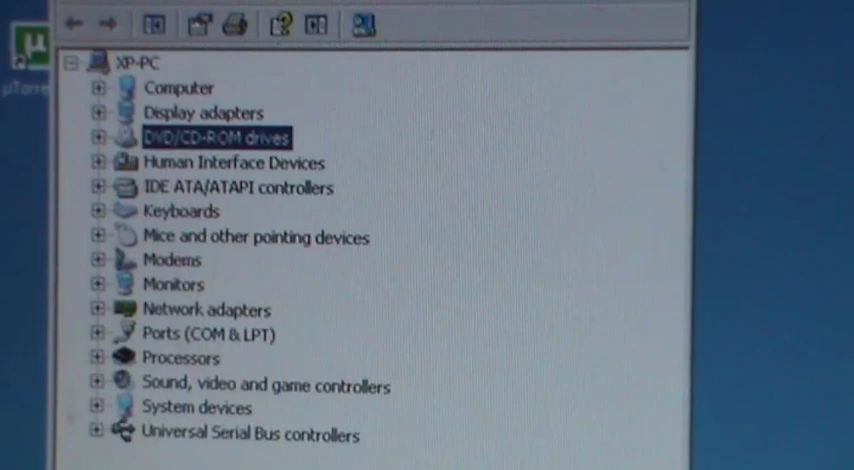 XP-PC
Computer
Display adapters
DVD/CD-ROM drives
Human Interface Devices
IDE ATA/ATAPI controllers
Keyboards
Mice and other pointing devices
Modems
Monitors
Network adapters
Ports (COM & LPT)
Processors
Sound, video and game controllers
System devices
Universal Serial Bus controllers
µ
µTorre